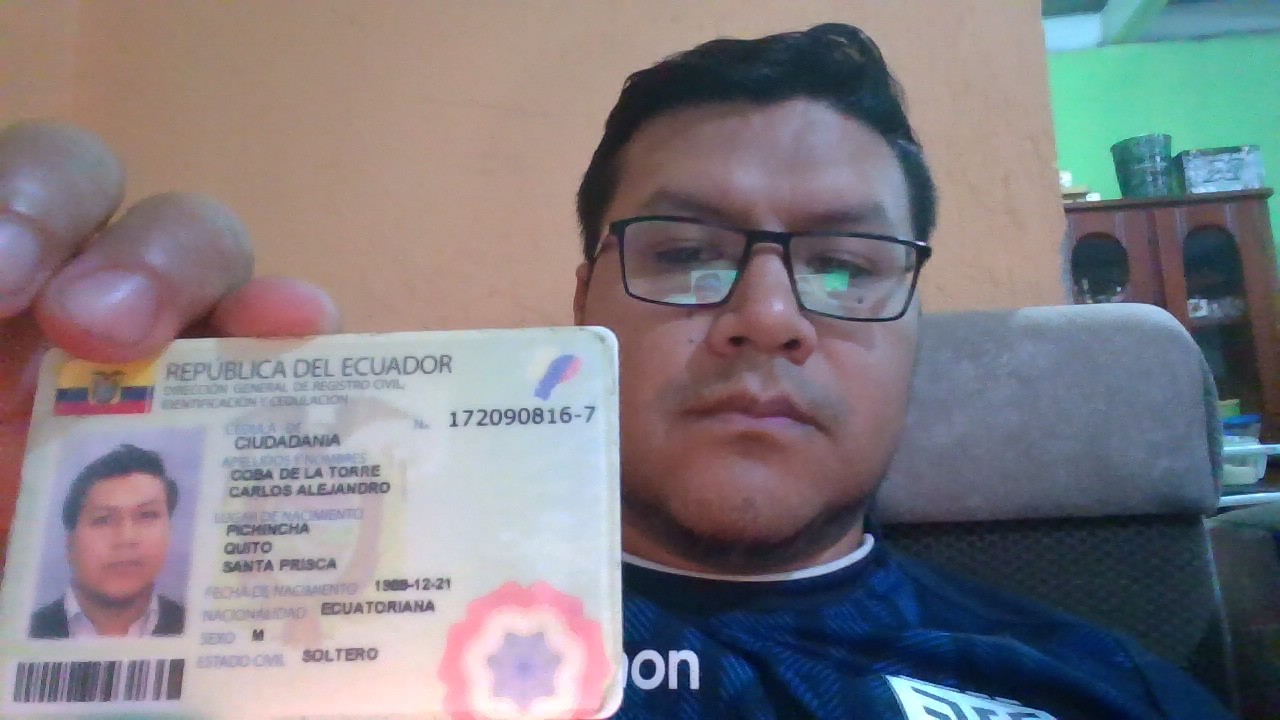 REPÚBLICA DEL ECUADOR
DIRECCIÓN GENERAL DE REGISTRO CIVIL,
IDENTIFICACIÓN Y CEDULACIÓN
CÉDULA DE
No. 172090816-7
CIUDADANIA
APELLIDOS Y NOMBRES
COBA DE LA TORRE
CARLOS ALEJANDRO
LUGAR DE NACIMIENTO
PICHINCHA
QUITO
SANTA PRISCA
FECHA DE NACIMIENTO 1988-12-21
NACIONALIDAD ECUATORIANA
SEXO M
ESTADO CIVIL SOLTERO